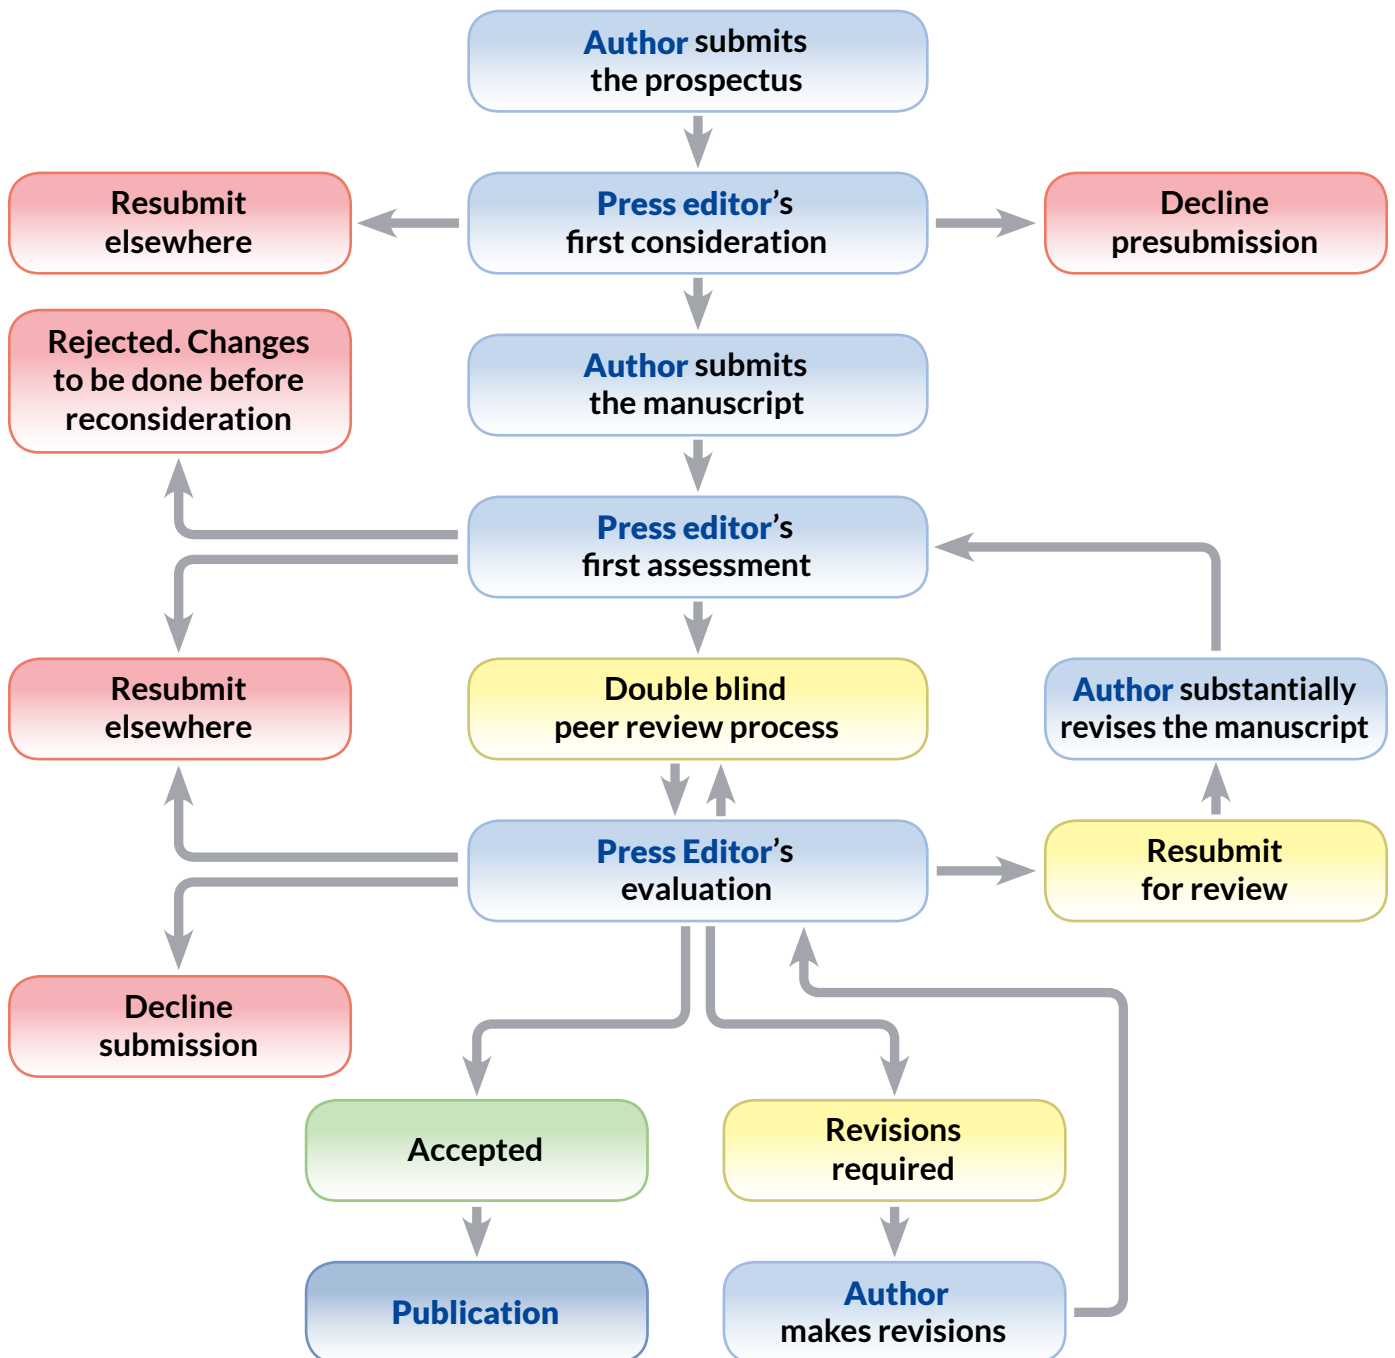 Author submits
the prospectus
Resubmit
elsewhere
Press editor’s
first consideration
Decline
presubmission
Rejected. Changes
to be done before
reconsideration
Author submits
the manuscript
Press editor’s
first assessment
Resubmit
elsewhere
Double blind
peer review process
Author substantially
revises the manuscript
Press Editor’s
evaluation
Resubmit
for review
Decline
submission
Accepted
Revisions
required
Publication
Author
makes revisions